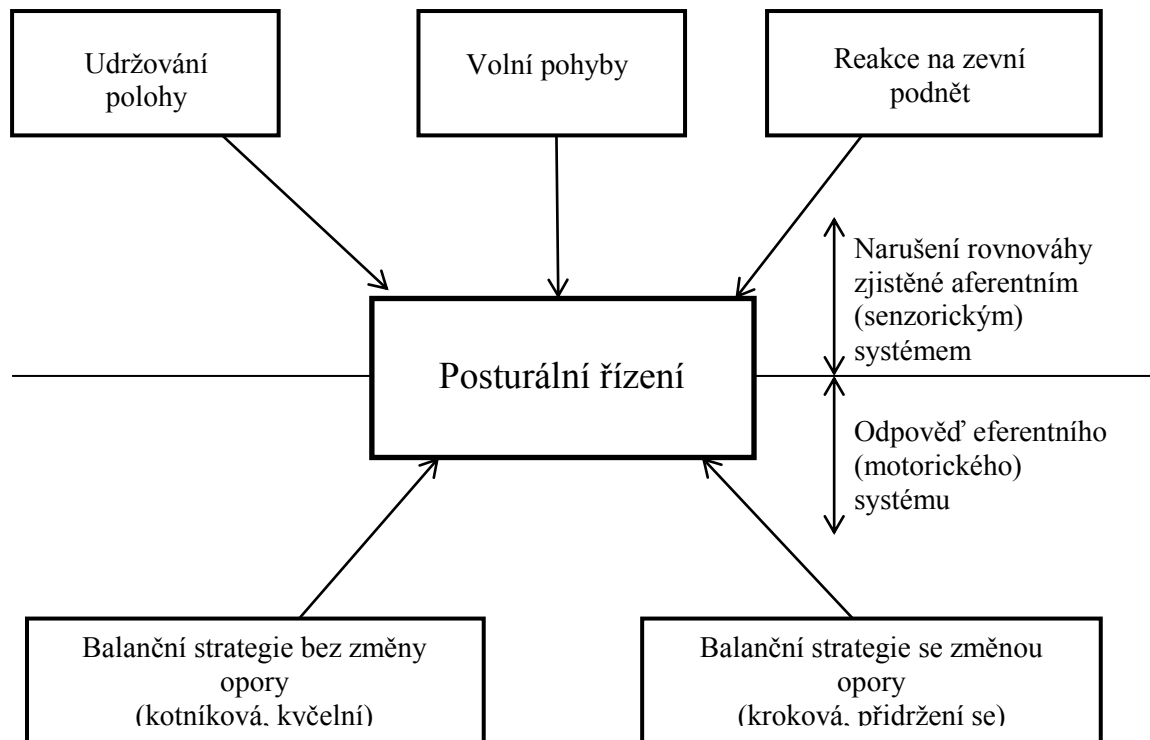 Udržování
polohy
Volní pohyby
Reakce na zevní
podnět
Narušení rovnováhy
zjistěné aferentním
(senzorickým)
systémem
Posturální řízení
Odpověď eferentního
(motorického)
systému
Balanční strategie bez změny
opory
(kotníková, kyčelní)
Balanční strategie se změnou
opory
(kroková, přidržení se)